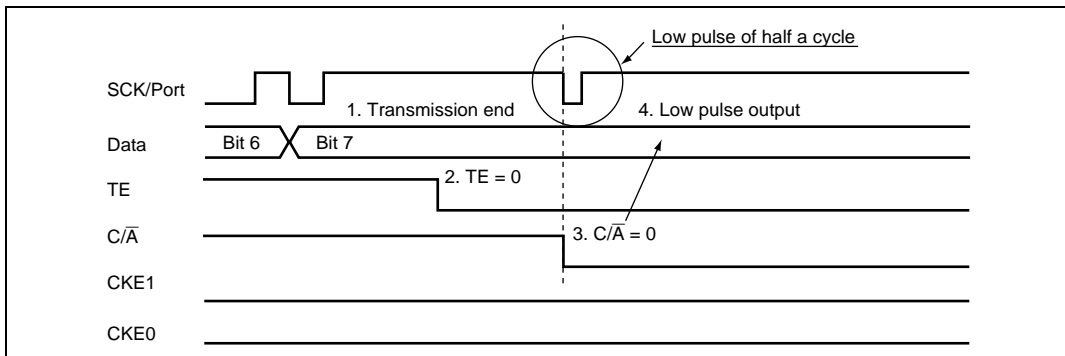 Low pulse of half a cycle
SCK/Port
1. Transmission end
4. Low pulse output
Data
Bit 6
Bit 7
TE
2. TE = 0
C/A̅
3. C/A̅ = 0
CKE1
CKE0